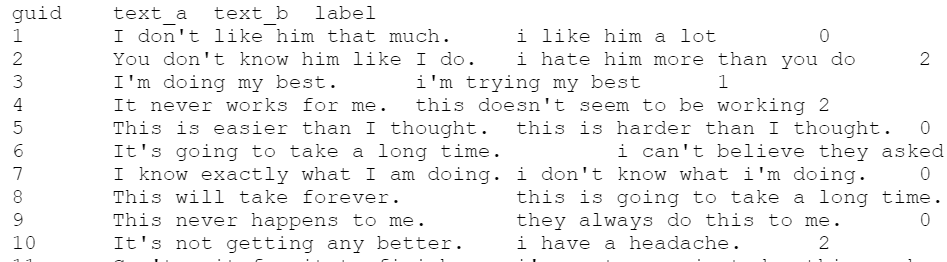 guid text_a text_b label
1 I don't like him that much. i like him a lot 0
2 You don't know him like I do. i hate him more than you do 2
3 I'm doing my best. i'm trying my best 1
4 It never works for me. this doesn't seem to be working 2
5 This is easier than I thought. this is harder than I thought. 0
6 It's going to take a long time. i can't believe they asked
7 I know exactly what I am doing. i don't know what i'm doing. 0
8 This will take forever. this is going to take a long time.
9 This never happens to me. they always do this to me. 0
10 It's not getting any better. i have a headache. 2